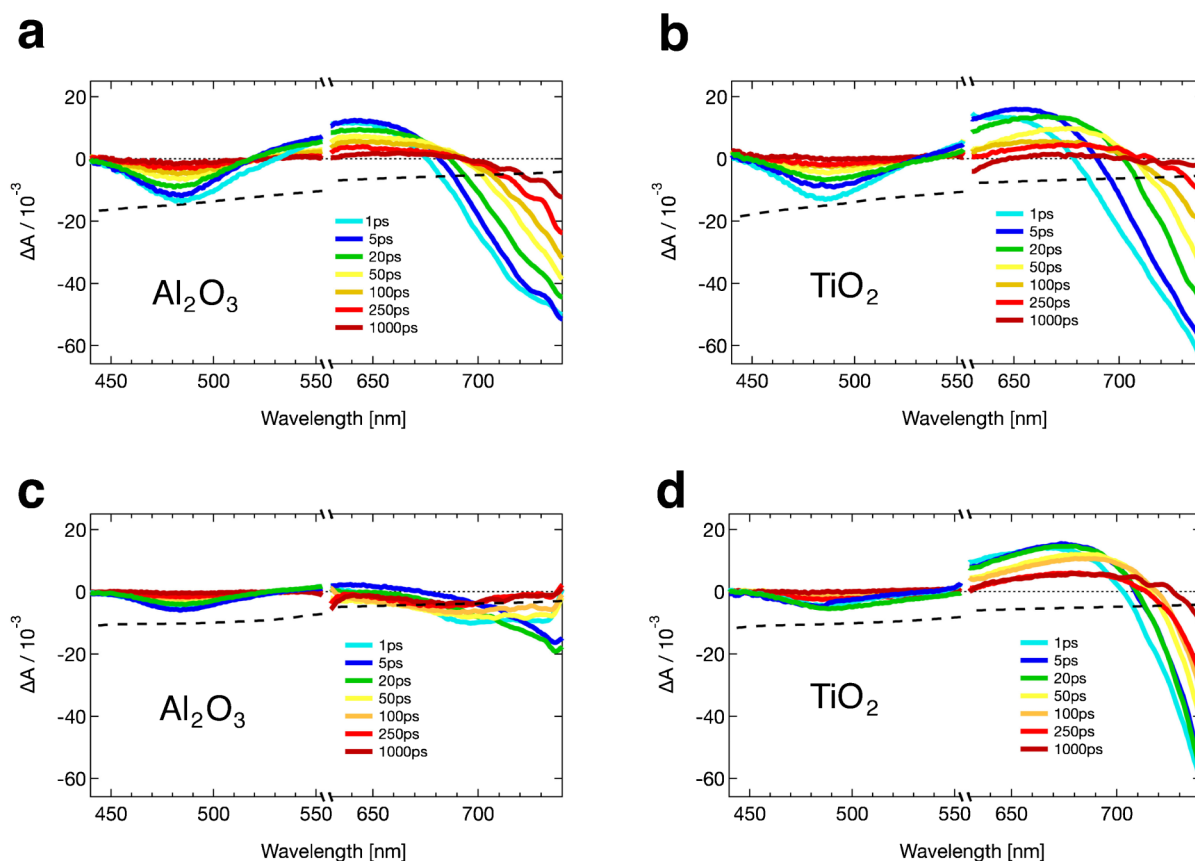 a
20
0
-20
-40
-60
ΔA / 10⁻³
1ps
5ps
20ps
50ps
100ps
250ps
1000ps
Al₂O₃
450 500 550 650 700
Wavelength [nm]
b
20
0
-20
-40
-60
ΔA / 10⁻³
1ps
5ps
20ps
50ps
100ps
250ps
1000ps
TiO₂
450 500 550 650 700
Wavelength [nm]
c
20
0
-20
-40
-60
ΔA / 10⁻³
1ps
5ps
20ps
50ps
100ps
250ps
1000ps
Al₂O₃
450 500 550 650 700
Wavelength [nm]
d
20
0
-20
-40
-60
ΔA / 10⁻³
1ps
5ps
20ps
50ps
100ps
250ps
1000ps
TiO₂
450 500 550 650 700
Wavelength [nm]